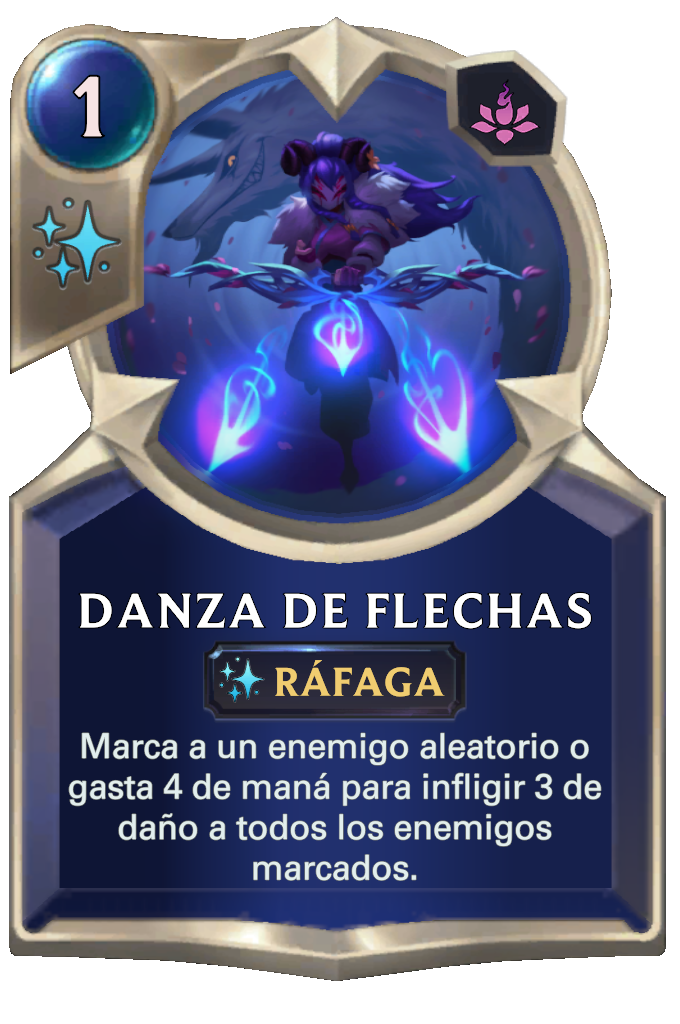 1
DANZA DE FLECHAS
RÁFAGA
Marca a un enemigo aleatorio o
gasta 4 de maná para infligir 3 de
daño a todos los enemigos
marcados.